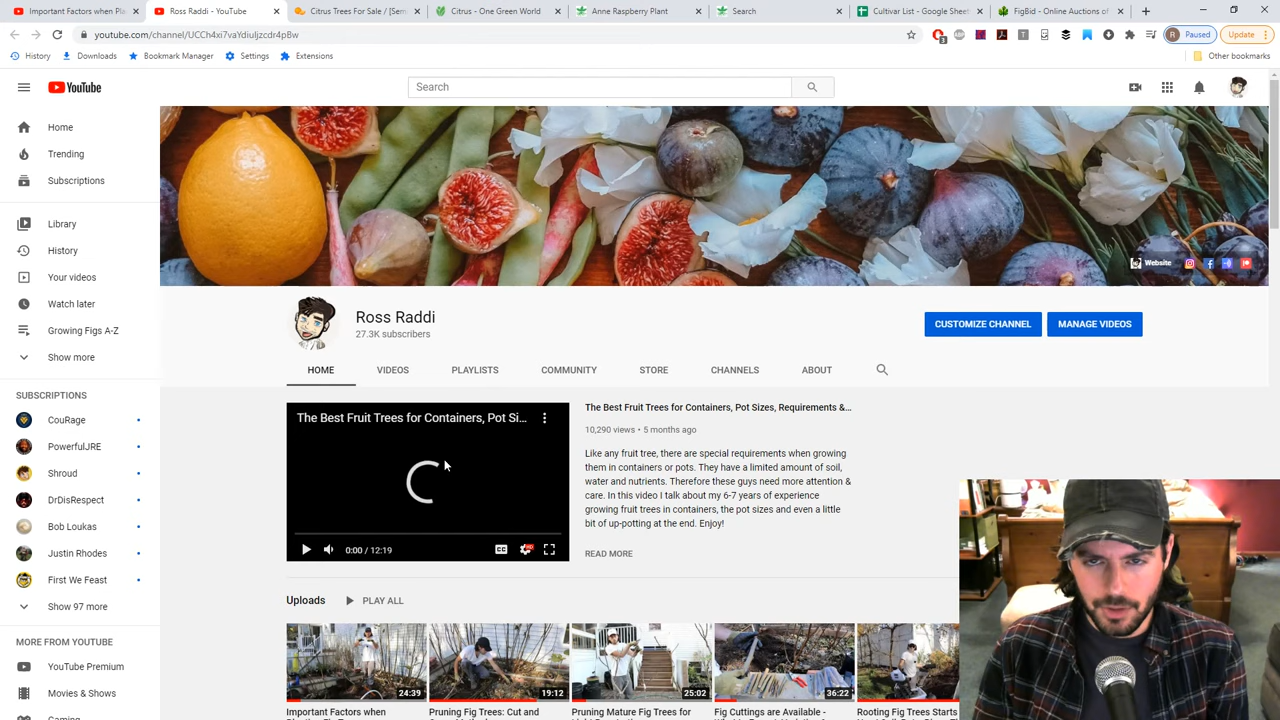 Important Factors when Pla
Ross Raddi - YouTube
Citrus Trees For Sale / [Sem
Citrus - One Green World
Anne Raspberry Plant
Search
Cultivar List - Google Sheet
FigBid - Online Auctions of
youtube.com/channel/UCCh4xi7vaYdiuIjzcdr4pBw
Paused
Update
History
Downloads
Bookmark Manager
Settings
Extensions
Other bookmarks
YouTube
Search
Home
Trending
Subscriptions
Library
History
Your videos
Watch later
Growing Figs A-Z
Show more
SUBSCRIPTIONS
CouRage
PowerfulJRE
Shroud
DrDisRespect
Bob Loukas
Justin Rhodes
First We Feast
Show 97 more
MORE FROM YOUTUBE
YouTube Premium
Movies & Shows
Gaming
Website
Ross Raddi
27.3K subscribers
CUSTOMIZE CHANNEL
MANAGE VIDEOS
HOME
VIDEOS
PLAYLISTS
COMMUNITY
STORE
CHANNELS
ABOUT
The Best Fruit Trees for Containers, Pot Si...
0:00 / 12:19
The Best Fruit Trees for Containers, Pot Sizes, Requirements &...
10,290 views • 5 months ago
Like any fruit tree, there are special requirements when growing
them in containers or pots. They have a limited amount of soil,
water and nutrients. Therefore these guys need more attention &
care. In this video I talk about my 6-7 years of experience
growing fruit trees in containers, the pot sizes and even a little
bit of up-potting at the end. Enjoy!
READ MORE
Uploads
PLAY ALL
24:39
19:12
25:02
36:22
Important Factors when
Pruning Fig Trees: Cut and
Pruning Mature Fig Trees for
Fig Cuttings are Available -
Rooting Fig Trees Starts